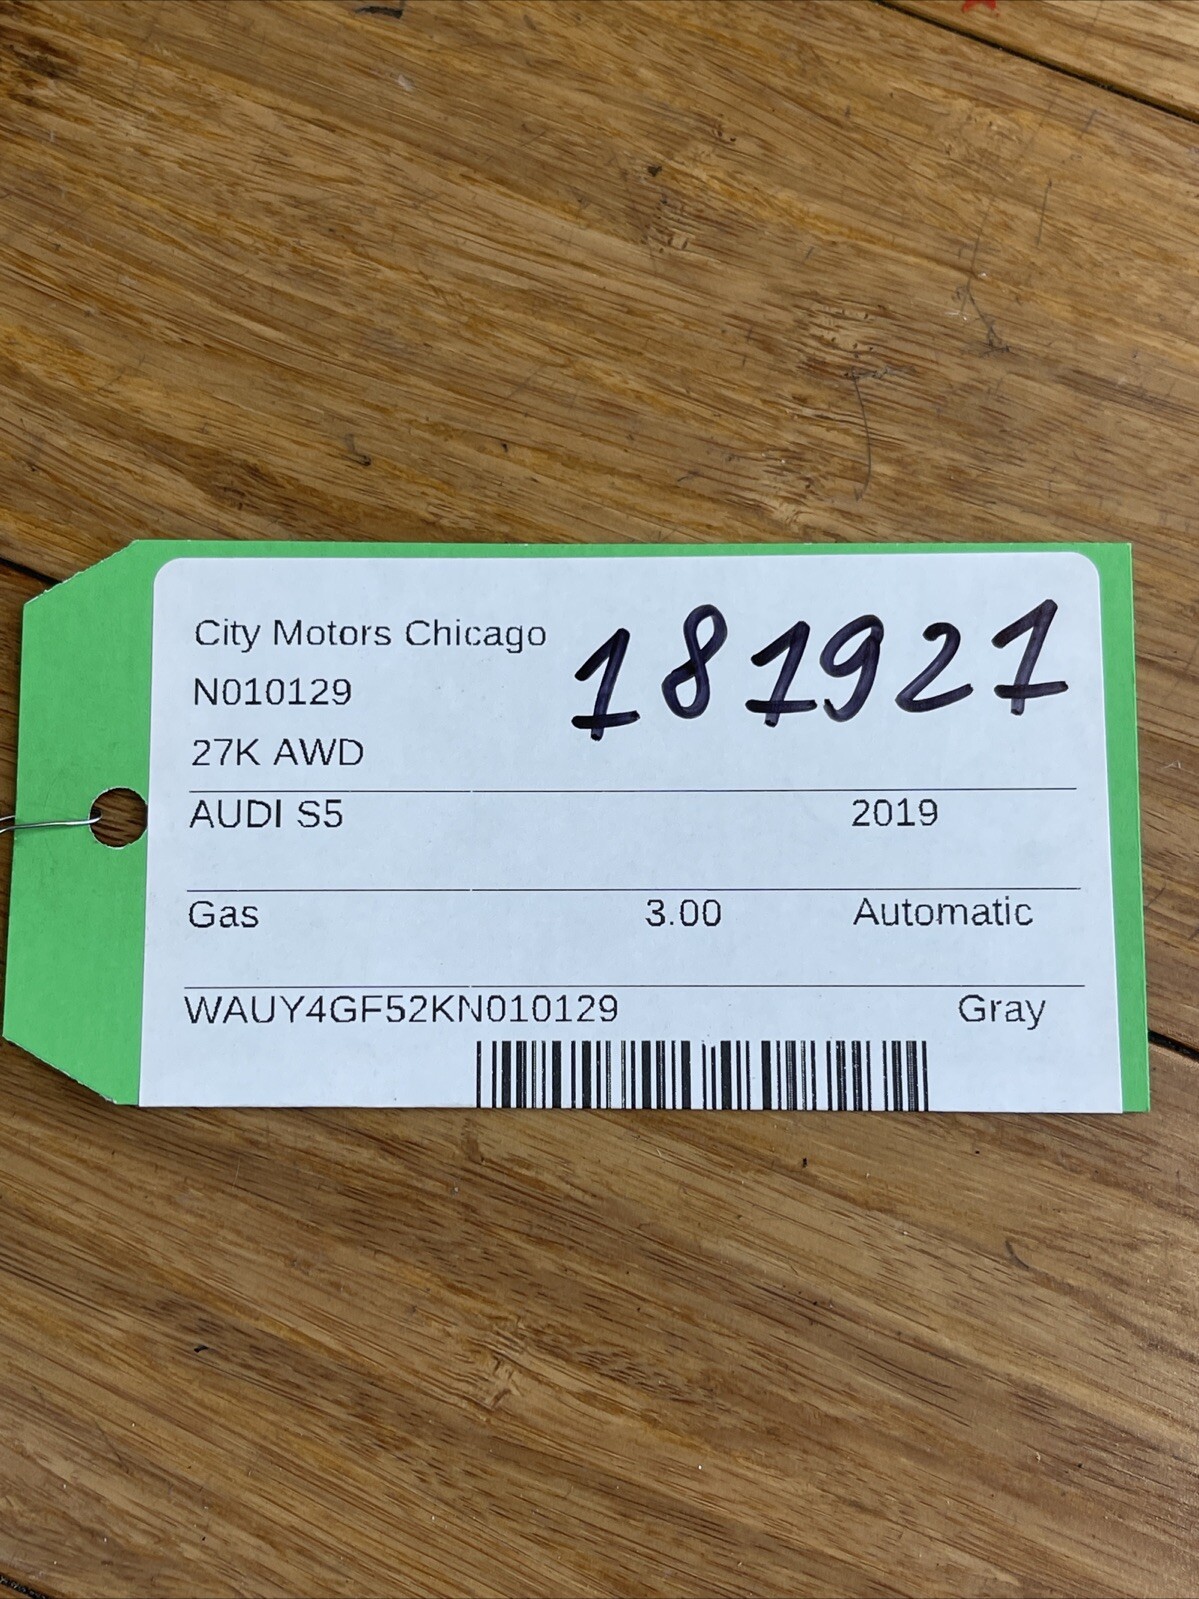 City Motors Chicago
181921
N010129
27K AWD
AUDI S5 2019
Gas 3.00 Automatic
WAUY4GF52KN010129 Gray